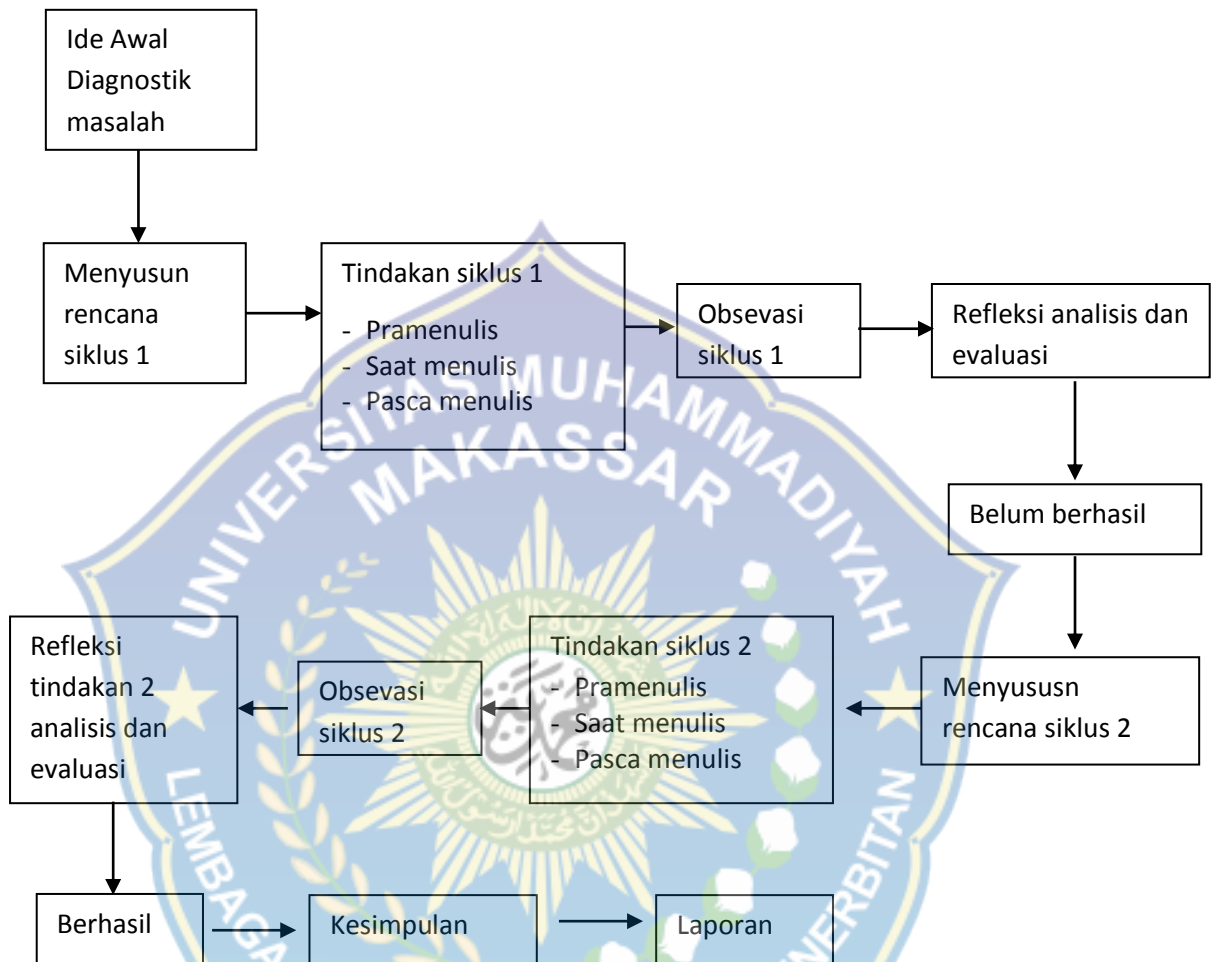 Ide Awal
Diagnostik
masalah
Menyusun
rencana
siklus 1
Tindakan siklus 1
- Pramenulis
- Saat menulis
- Pasca menulis
Obsevasi
siklus 1
Refleksi analisis dan
evaluasi
Belum berhasil
Menyususn
rencana siklus 2
Tindakan siklus 2
- Pramenulis
- Saat menulis
- Pasca menulis
Obsevasi
siklus 2
Refleksi
tindakan 2
analisis dan
evaluasi
Berhasil
Kesimpulan
Laporan
UNIVERSITAS MUHAMMADIYAH
MAKASSAR
LEMBAGA